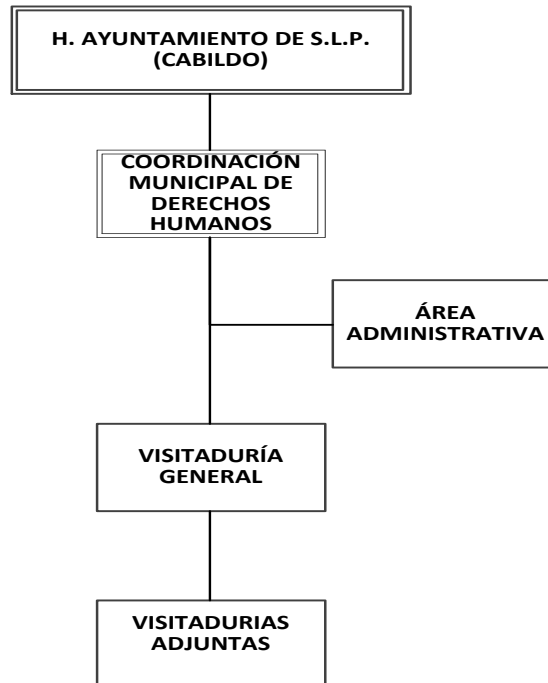 H. AYUNTAMIENTO DE S.L.P.
(CABILDO)
COORDINACIÓN
MUNICIPAL DE
DERECHOS
HUMANOS
ÁREA
ADMINISTRATIVA
VISITADURÍA
GENERAL
VISITADURIAS
ADJUNTAS